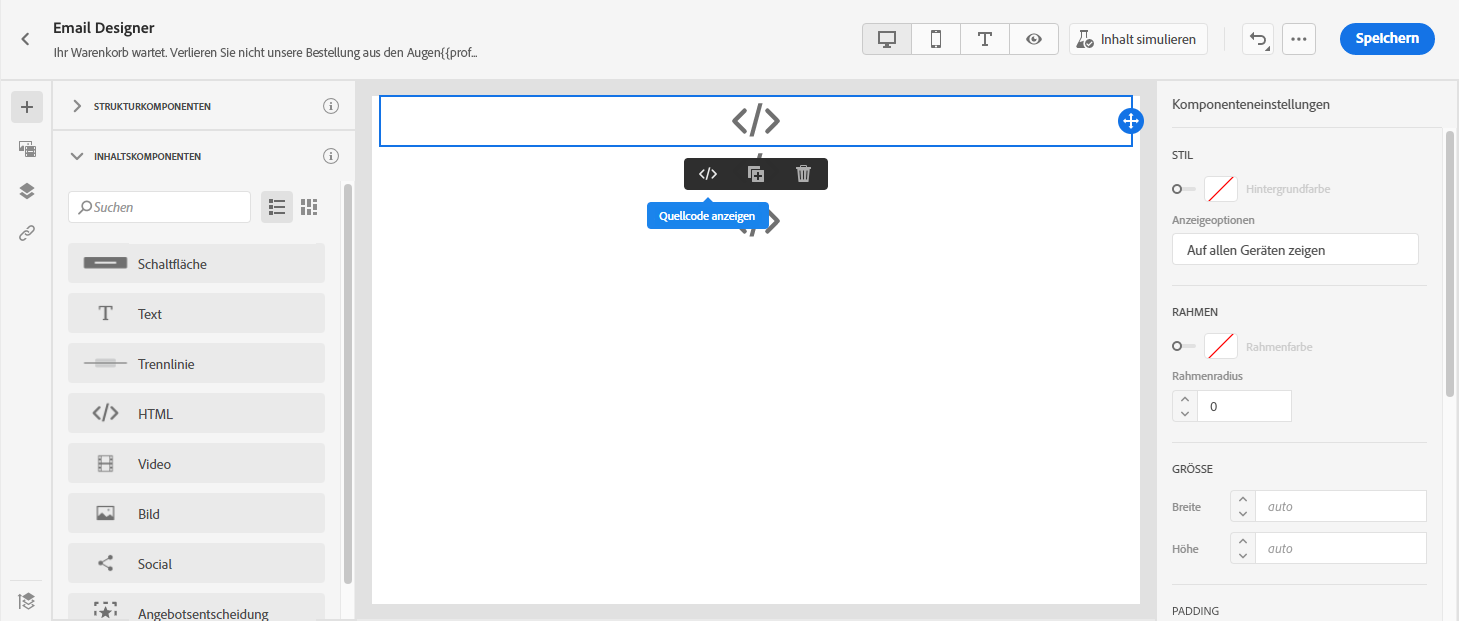 Email Designer
Ihr Warenkorb wartet. Verlieren Sie nicht unsere Bestellung aus den Augen{{prof...
Inhalt simulieren
Speichern
STRUKTURKOMPONENTEN
INHALTSKOMPONENTEN
Suchen
Schaltfläche
Text
Trennlinie
HTML
Video
Bild
Social
Angebotsentscheidung
Quellcode anzeigen
Komponenteneinstellungen
STIL
Hintergrundfarbe
Anzeigeoptionen
Auf allen Geräten zeigen
RAHMEN
Rahmenfarbe
Rahmenradius
0
GRÖSSE
Breite
auto
Höhe
auto
PADDING